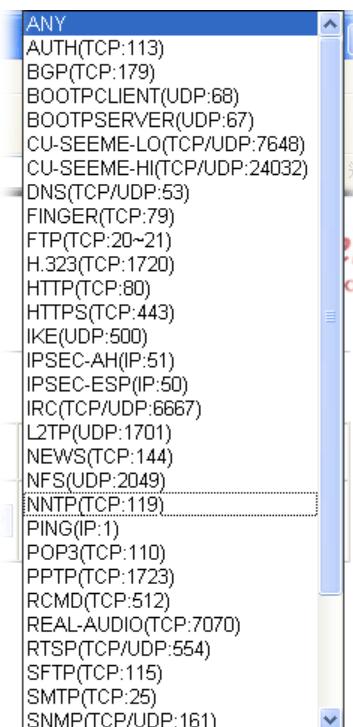 ANY
AUTH(TCP:113)
BGP(TCP:179)
BOOTPCLIENT(UDP:68)
BOOTPSERVER(UDP:67)
CU-SEEME-LO(TCP/UDP:7648)
CU-SEEME-HI(TCP/UDP:24032)
DNS(TCP/UDP:53)
FINGER(TCP:79)
FTP(TCP:20~21)
H.323(TCP:1720)
HTTP(TCP:80)
HTTPS(TCP:443)
IKE(UDP:500)
IPSEC-AH(IP:51)
IPSEC-ESP(IP:50)
IRC(TCP/UDP:6667)
L2TP(UDP:1701)
NEWS(TCP:144)
NFS(UDP:2049)
NNTP(TCP:119)
PING(IP:1)
POP3(TCP:110)
PPTP(TCP:1723)
RCMD(TCP:512)
REAL-AUDIO(TCP:7070)
RTSP(TCP/UDP:554)
SFTP(TCP:115)
SMTP(TCP:25)
SNMP(TCP/UDP:161)